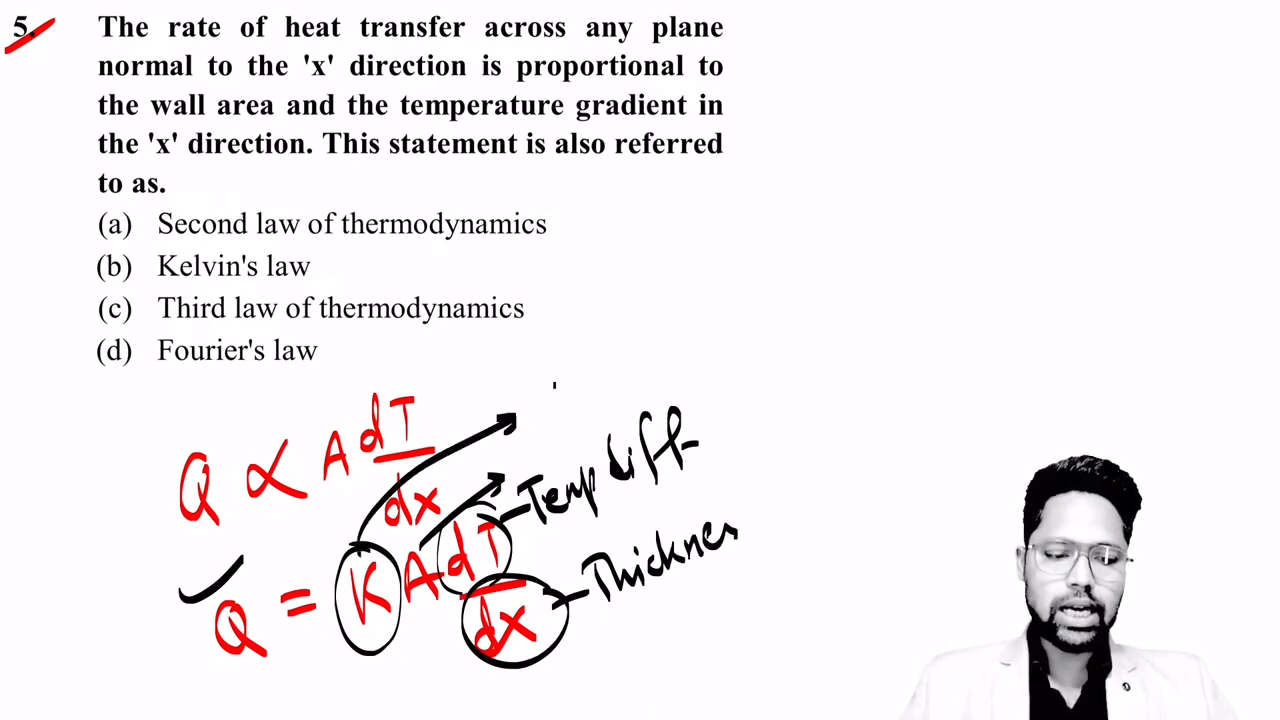 5. The rate of heat transfer across any plane
normal to the 'x' direction is proportional to
the wall area and the temperature gradient in
the 'x' direction. This statement is also referred
to as.
(a) Second law of thermodynamics
(b) Kelvin's law
(c) Third law of thermodynamics
(d) Fourier's law
Q ∝ A dT/dx
Temp diff
Q = K A dT/dx
Thicknes